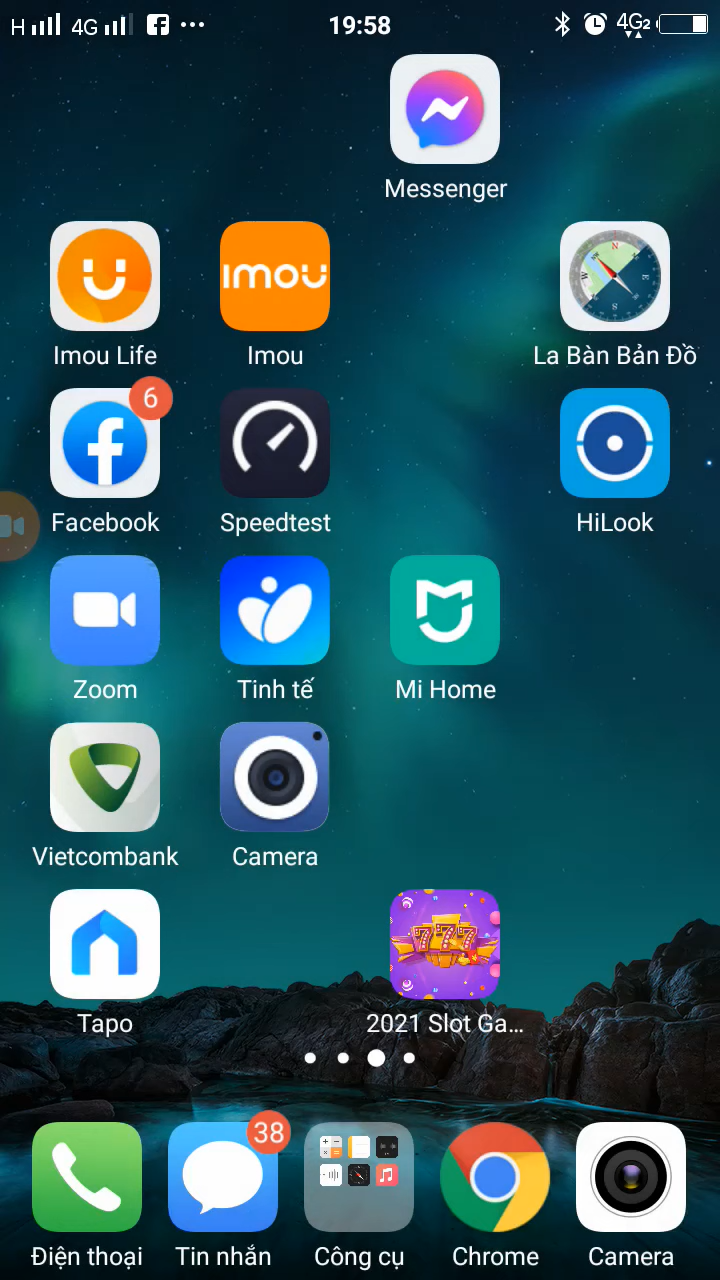 H 4G 19:58 4G2
Messenger
Imou Life Imou La Bàn Bản Đồ
6
Facebook Speedtest HiLook
Zoom Tinh tế Mi Home
Vietcombank Camera
777
Tapo 2021 Slot Ga...
38
Điện thoại Tin nhắn Công cụ Chrome Camera